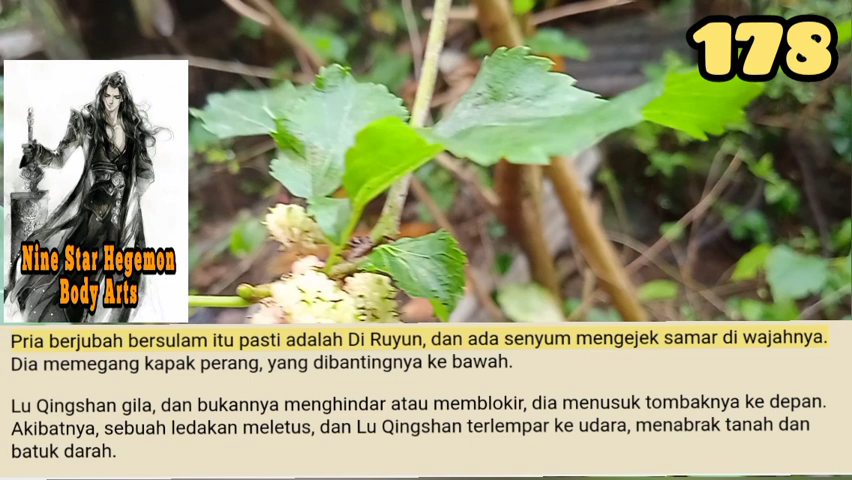 178
Nine Star Hegemon
Body Arts
Pria berjubah bersulam itu pasti adalah Di Ruyun, dan ada senyum mengejek samar di wajahnya.
Dia memegang kapak perang, yang dibantingnya ke bawah.
Lu Qingshan gila, dan bukannya menghindar atau memblokir, dia menusuk tombaknya ke depan.
Akibatnya, sebuah ledakan meletus, dan Lu Qingshan terlempar ke udara, menabrak tanah dan
batuk darah.